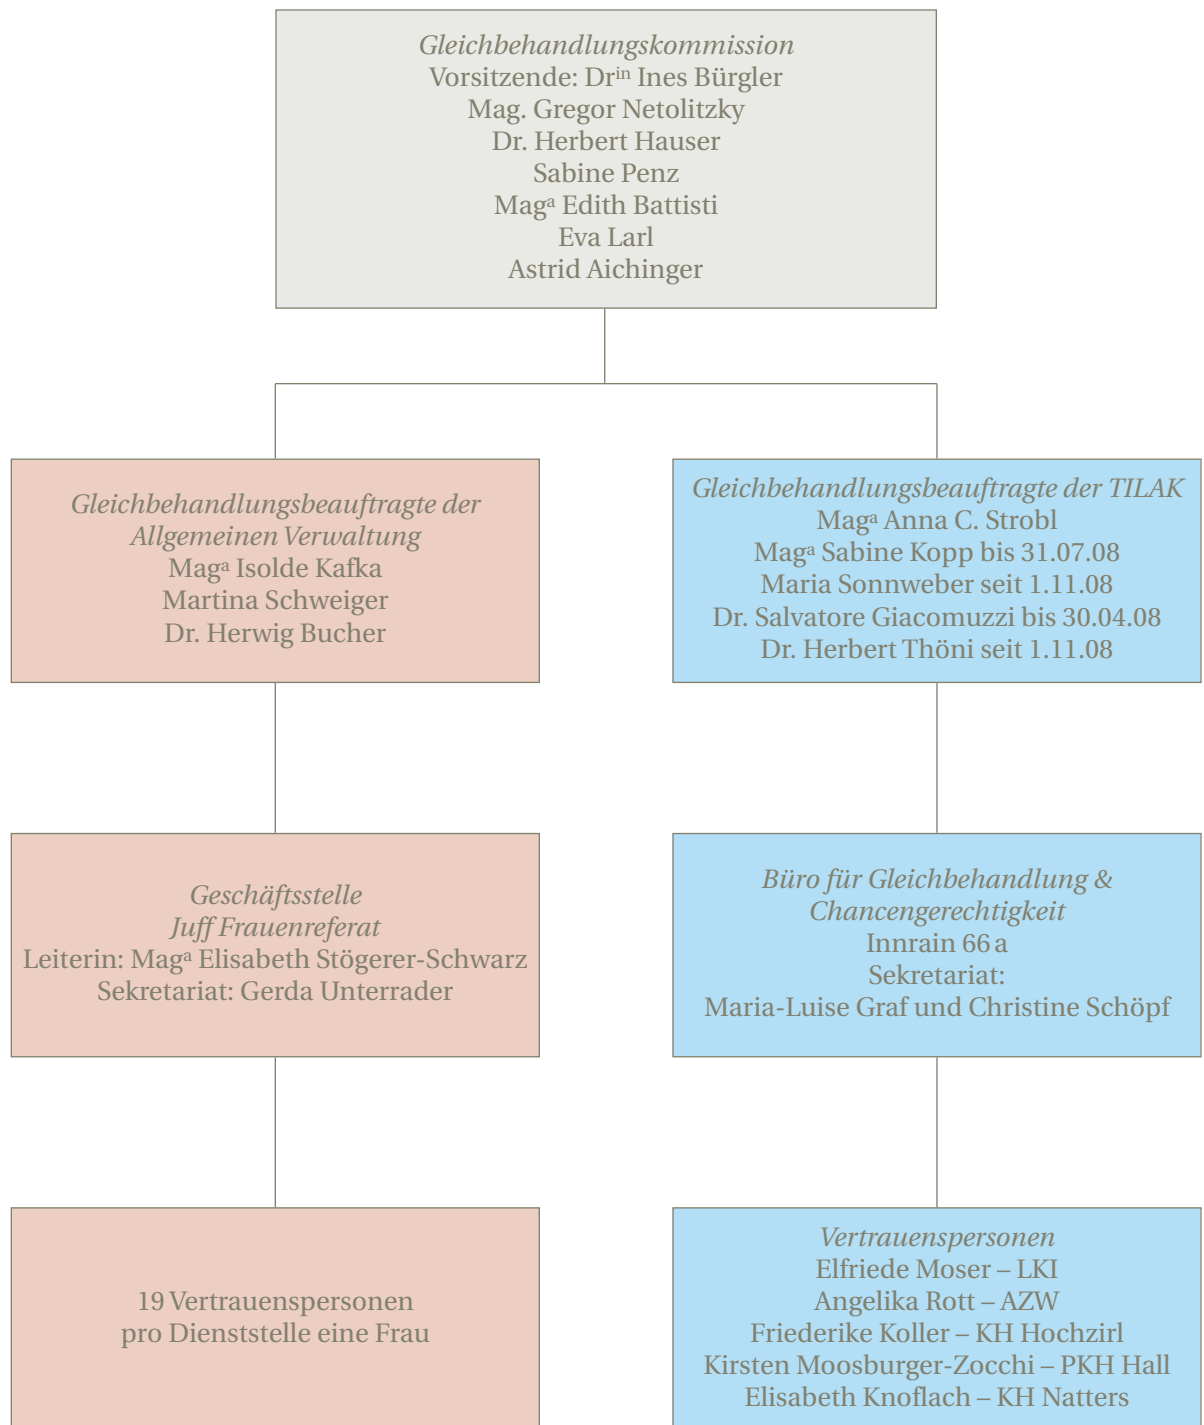 Gleichbehandlungskommission
Vorsitzende: Drⁱⁿ Ines Bürgler
Mag. Gregor Netolitzky
Dr. Herbert Hauser
Sabine Penz
Magᵃ Edith Battisti
Eva Larl
Astrid Aichinger
Gleichbehandlungsbeauftragte der
Allgemeinen Verwaltung
Magᵃ Isolde Kafka
Martina Schweiger
Dr. Herwig Bucher
Gleichbehandlungsbeauftragte der TILAK
Magᵃ Anna C. Strobl
Magᵃ Sabine Kopp bis 31.07.08
Maria Sonnweber seit 1.11.08
Dr. Salvatore Giacomuzzi bis 30.04.08
Dr. Herbert Thöni seit 1.11.08
Geschäftsstelle
Juff Frauenreferat
Leiterin: Magᵃ Elisabeth Stögerer-Schwarz
Sekretariat: Gerda Unterrader
Büro für Gleichbehandlung &
Chancengerechtigkeit
Innrain 66 a
Sekretariat:
Maria-Luise Graf und Christine Schöpf
19 Vertrauenspersonen
pro Dienststelle eine Frau
Vertrauenspersonen
Elfriede Moser – LKI
Angelika Rott – AZW
Friederike Koller – KH Hochzirl
Kirsten Moosburger-Zocchi – PKH Hall
Elisabeth Knoflach – KH Natters